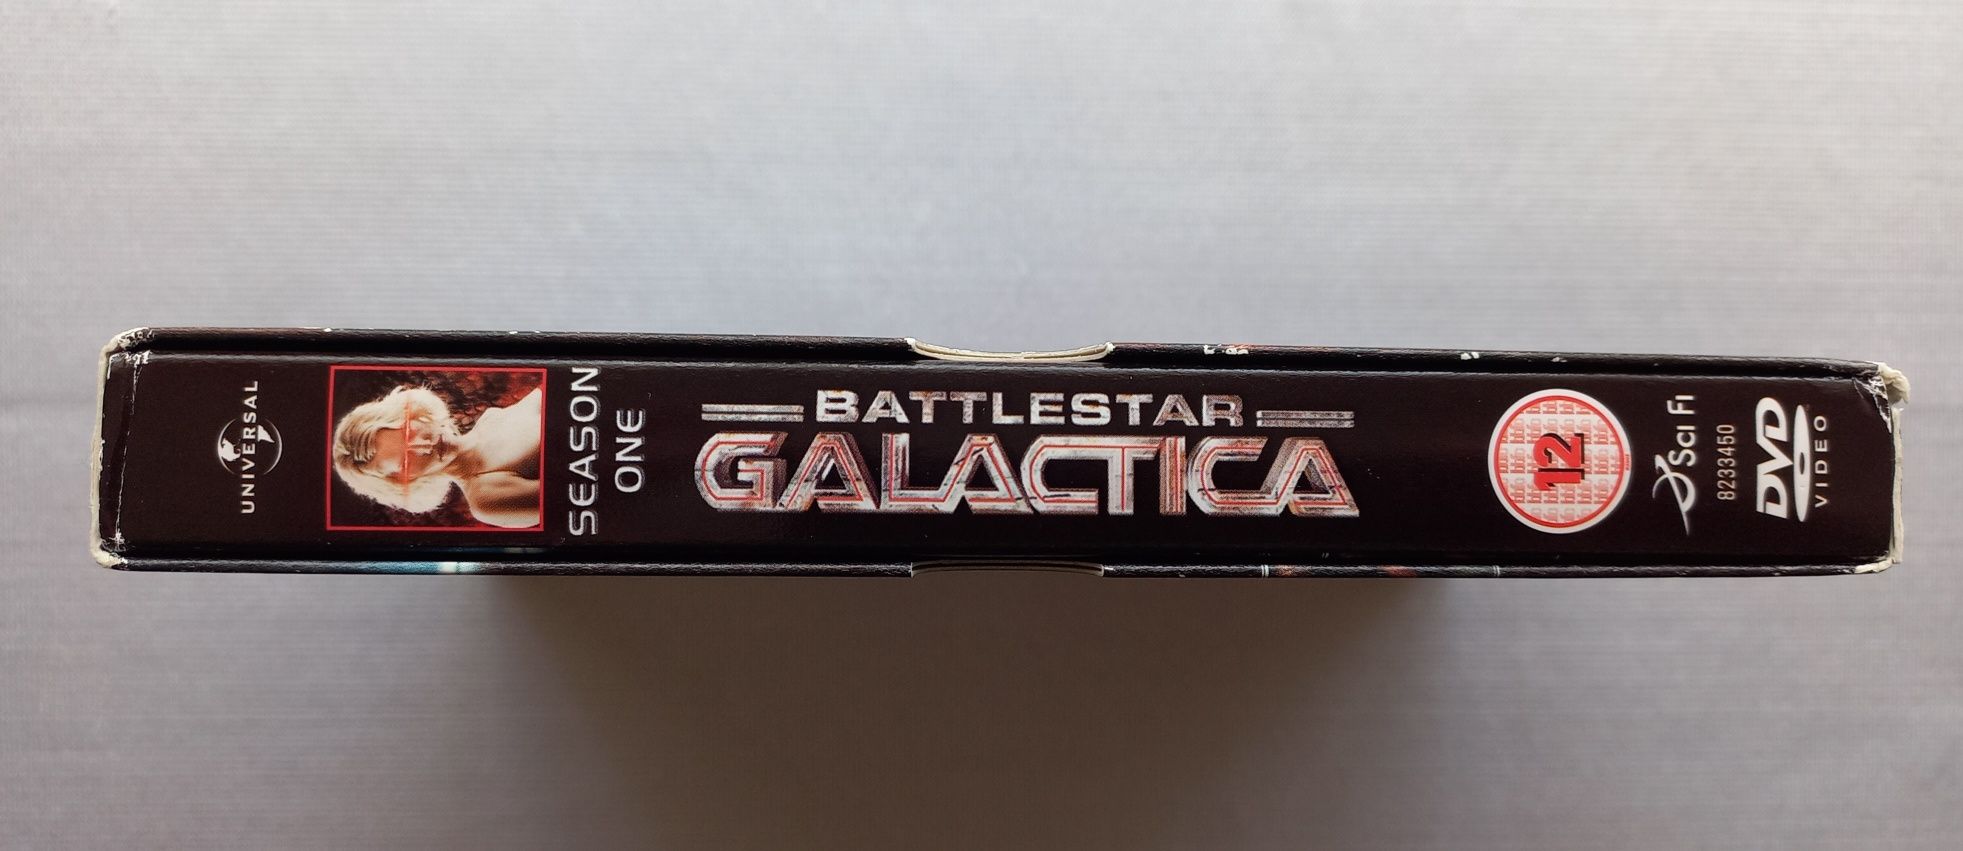 UNIVERSAL
SEASON
ONE
BATTLESTAR
GALACTICA
12
SCI FI
8233450
DVD
VIDEO